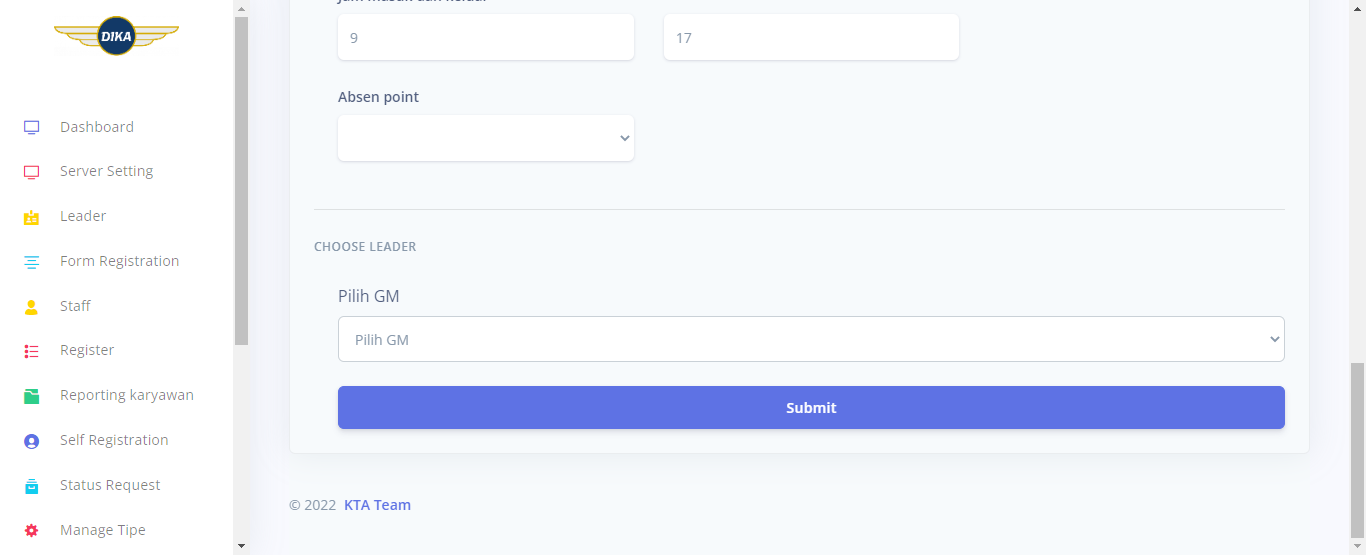 DIKA
Dashboard
Server Setting
Leader
Form Registration
Staff
Register
Reporting karyawan
Self Registration
Status Request
Manage Tipe
9
17
Absen point
CHOOSE LEADER
Pilih GM
Pilih GM
Submit
© 2022 KTA Team